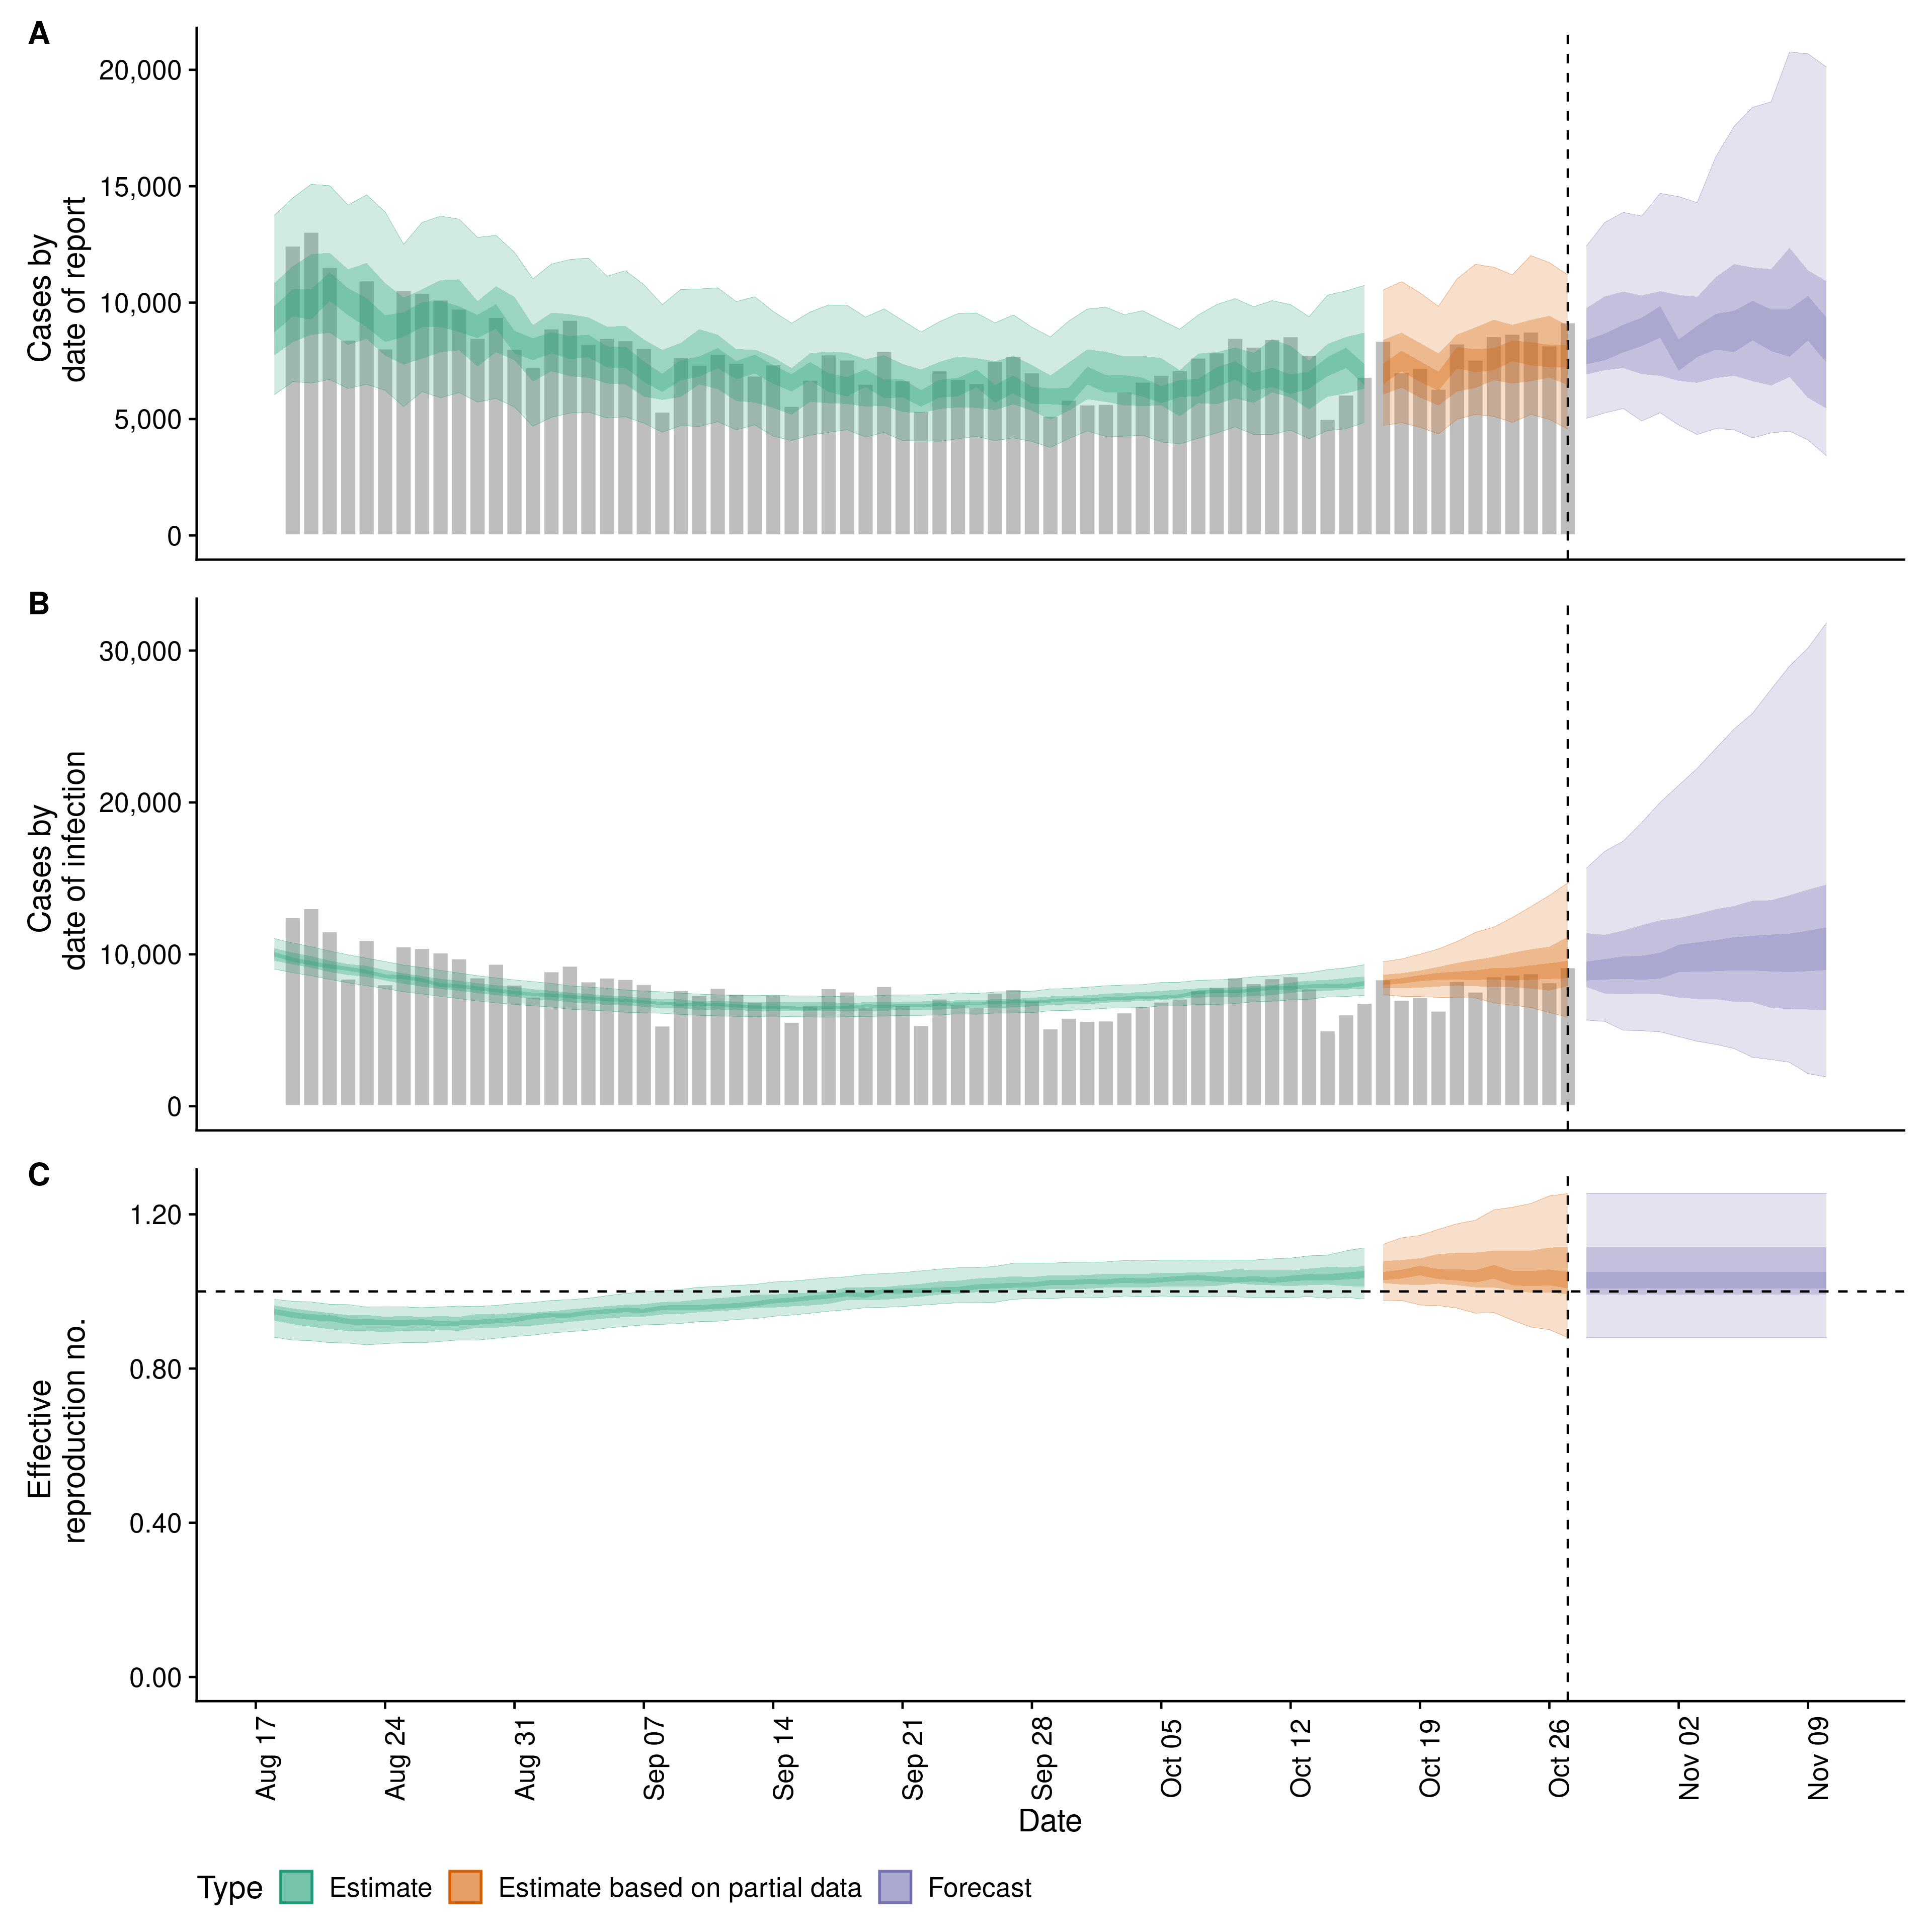 A
Cases by
date of report
20,000
15,000
10,000
5,000
0
B
Cases by
date of infection
30,000
20,000
10,000
0
C
Effective
reproduction no.
1.20
0.80
0.40
0.00
Aug 17
Aug 24
Aug 31
Sep 07
Sep 14
Sep 21
Sep 28
Oct 05
Oct 12
Oct 19
Oct 26
Nov 02
Nov 09
Date
Type Estimate Estimate based on partial data Forecast